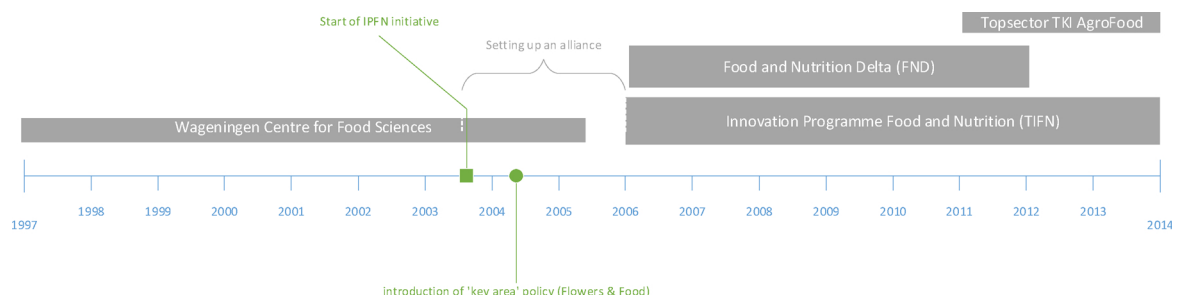 Topsector TKI AgroFood
Start of IPFN initiative
Setting up an alliance
Food and Nutrition Delta (FND)
Wageningen Centre for Food Sciences
Innovation Programme Food and Nutrition (TIFN)
1997
1998
1999
2000
2001
2002
2003
2004
2005
2006
2007
2008
2009
2010
2011
2012
2013
2014
introduction of 'key area' policy (Flowers & Food)